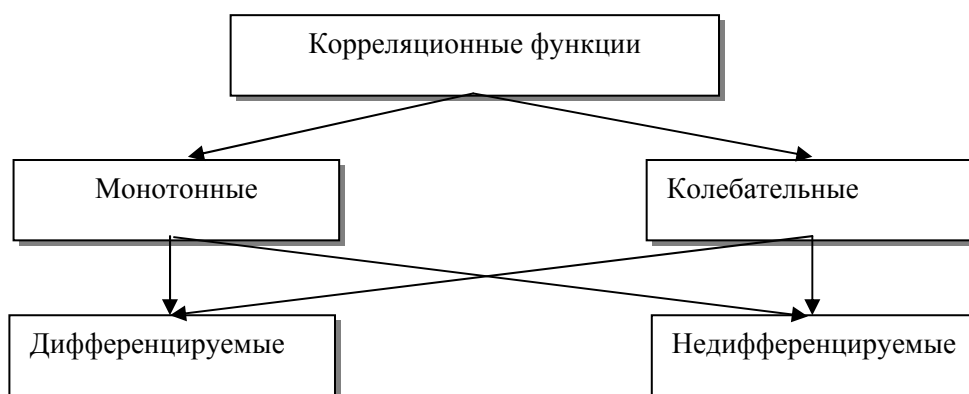 Корреляционные функции
Монотонные
Колебательные
Дифференцируемые
Недифференцируемые